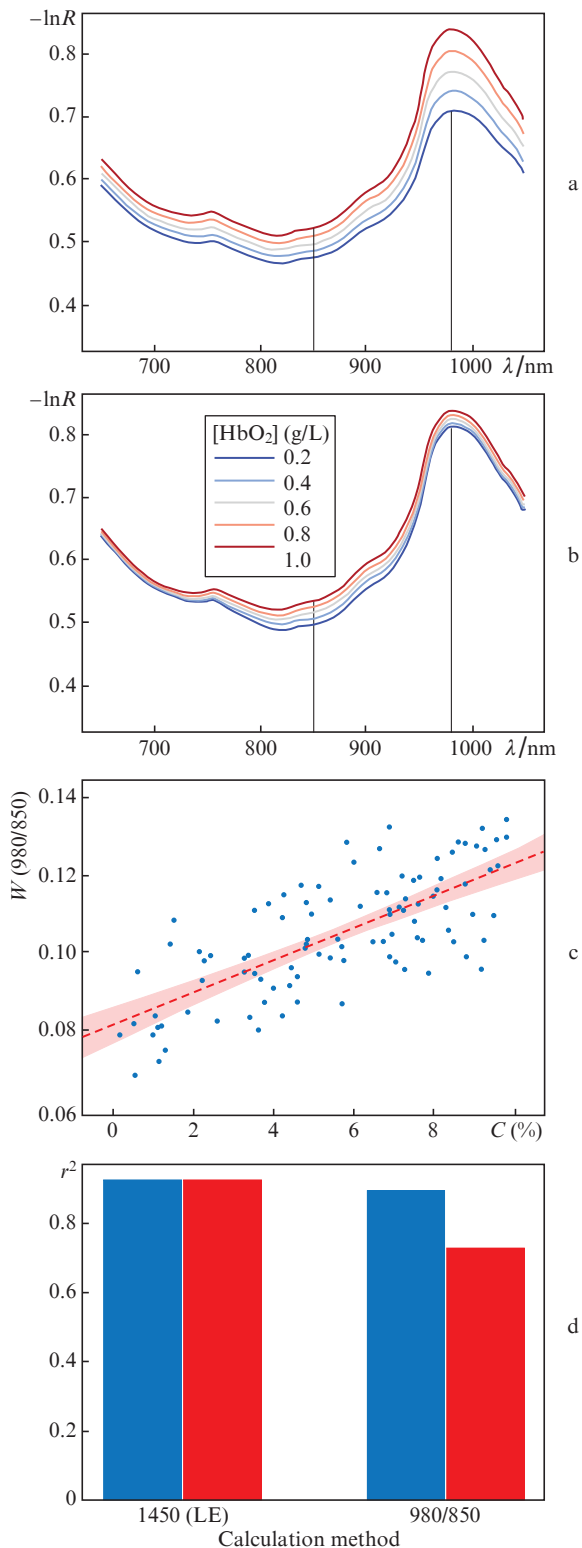 −lnR
0.8
0.7
0.6
a
0.5
0.4
700 800 900 1000 λ/nm
−lnR
[HbO₂] (g/L)
0.8
0.2
0.4
0.7
0.6
0.8
0.6
1.0
b
0.5
0.4
700 800 900 1000 λ/nm
W (980/850)
0.14
0.12
0.10
c
0.08
0.06
0 2 4 6 8 C (%)
r²
0.8
0.6
d
0.4
0.2
0
1450 (LE) 980/850
Calculation method